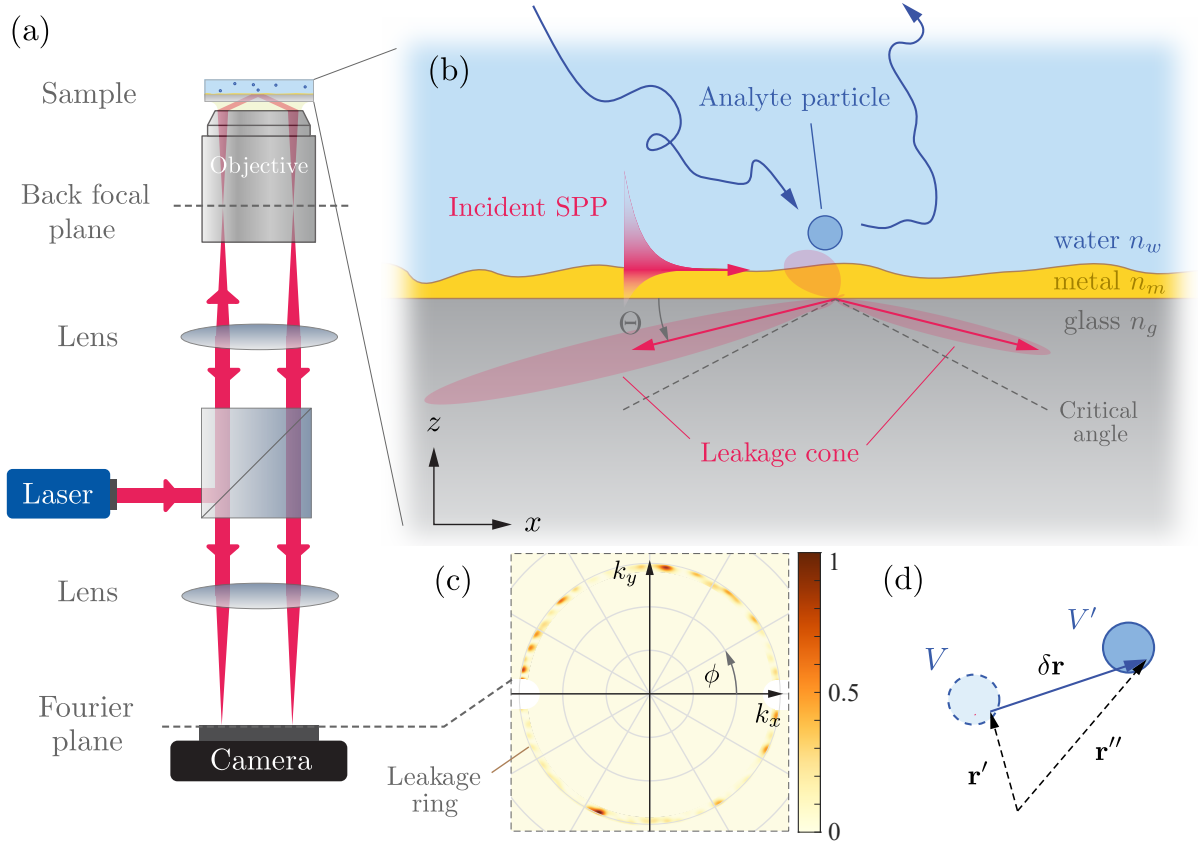 (a)
Sample
Objective
Back focal
plane
Lens
Laser
Lens
Fourier
plane
Camera
(b)
Analyte particle
Incident SPP
water n_w
metal n_m
glass n_g
Θ
Critical
angle
Leakage cone
z
x
(c)
k_y
ϕ
k_x
Leakage
ring
1
0.5
0
(d)
V
V′
δr
r′
r″